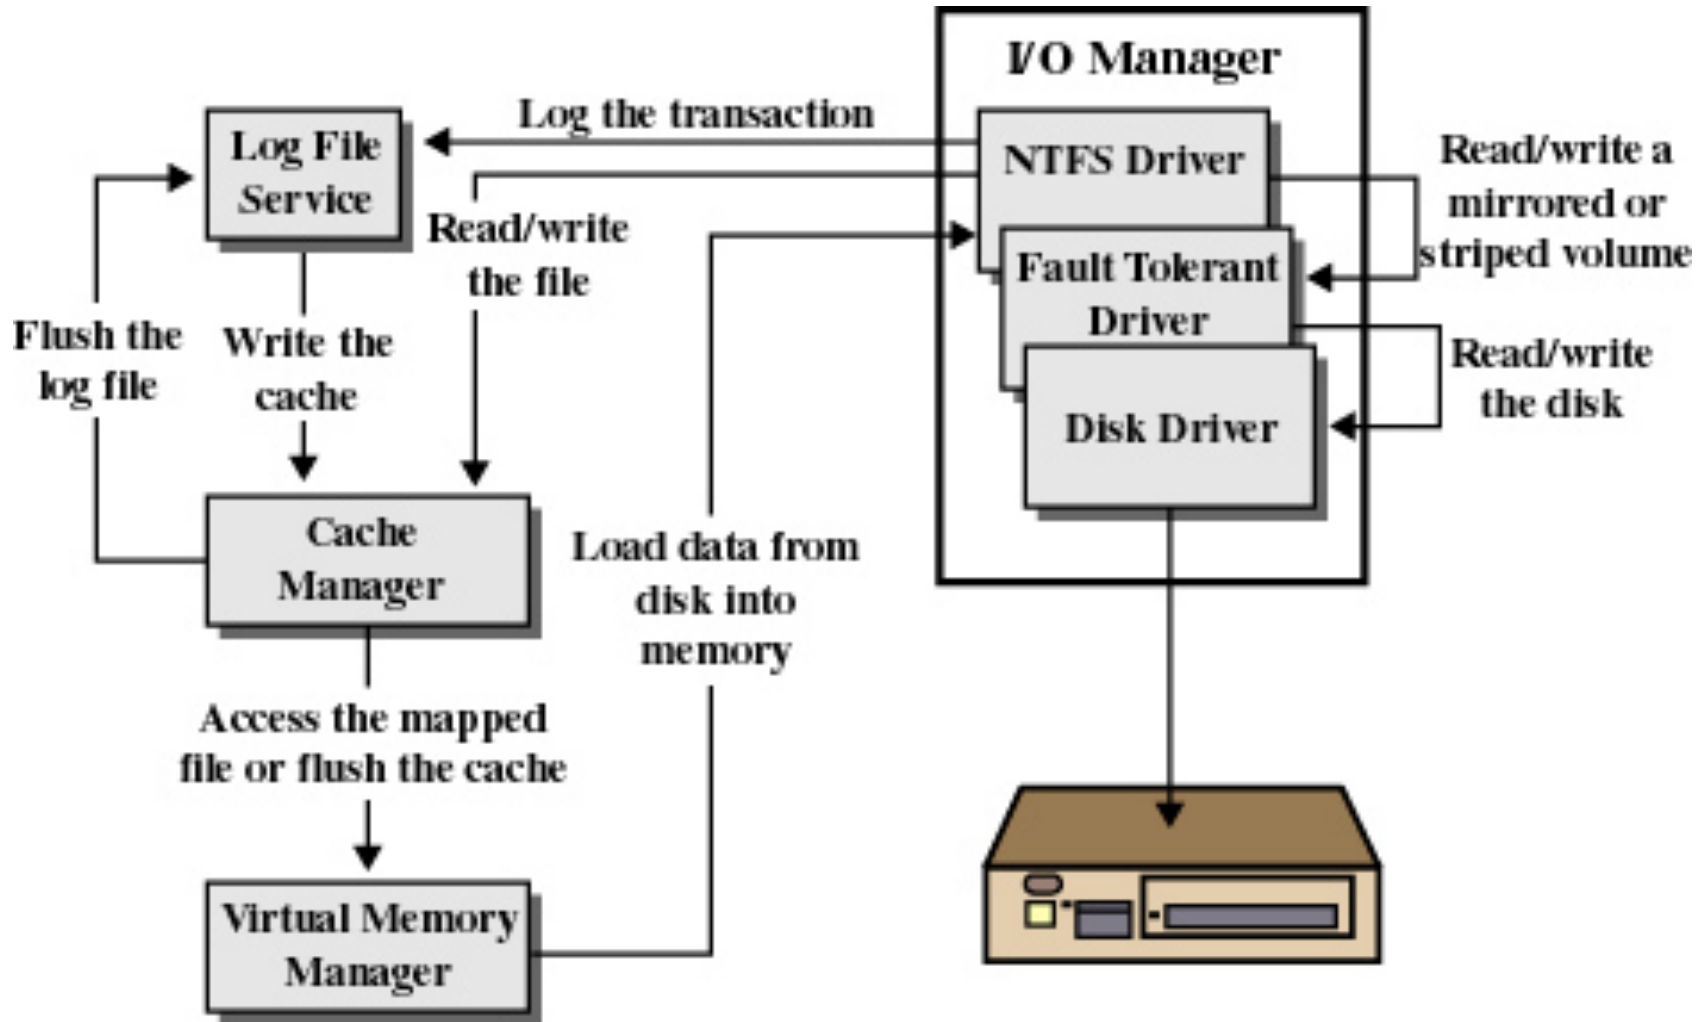 I/O Manager
Log the transaction
Log File
Service
NTFS Driver
Read/write a
mirrored or
striped volume
Read/write
the file
Fault Tolerant
Driver
Flush the
log file
Write the
cache
Read/write
the disk
Disk Driver
Cache
Manager
Load data from
disk into
memory
Access the mapped
file or flush the cache
Virtual Memory
Manager